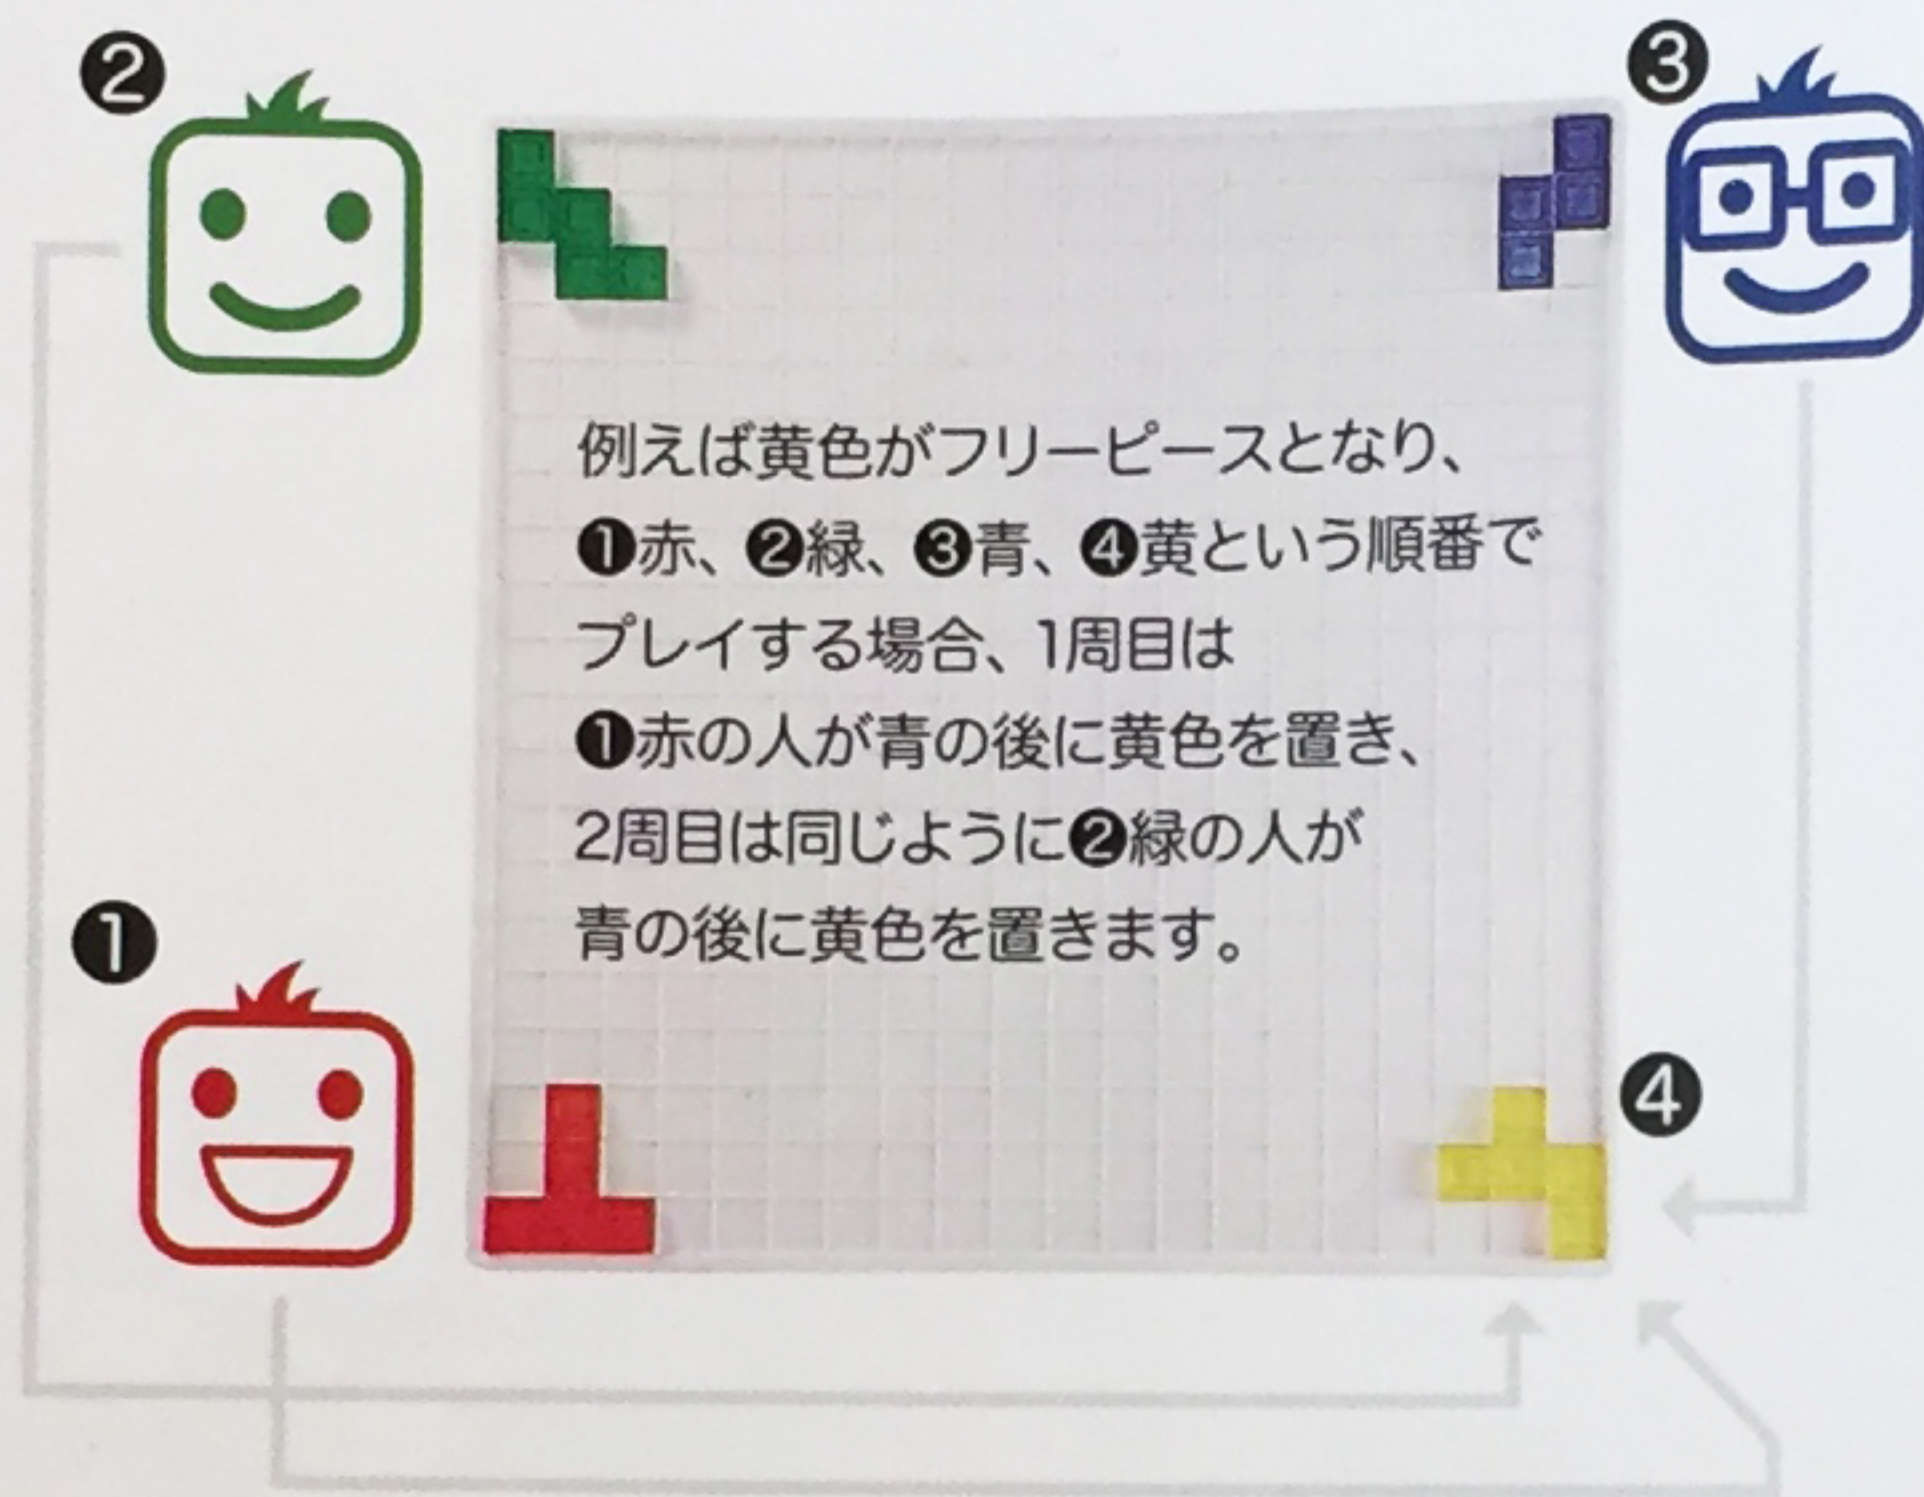 ❷
❸
例えば黄色がフリーピースとなり、
❶赤、❷緑、❸青、❹黄という順番で
プレイする場合、1周目は
❶赤の人が青の後に黄色を置き、
2周目は同じように❷緑の人が
青の後に黄色を置きます。
❶
❹